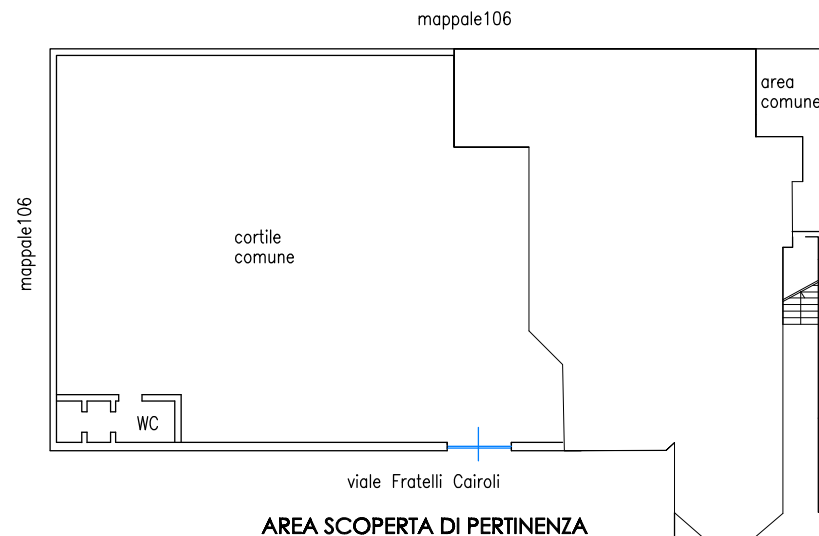 mappale106
area
comune
mappale106
cortile
comune
WC
viale Fratelli Cairoli
AREA SCOPERTA DI PERTINENZA